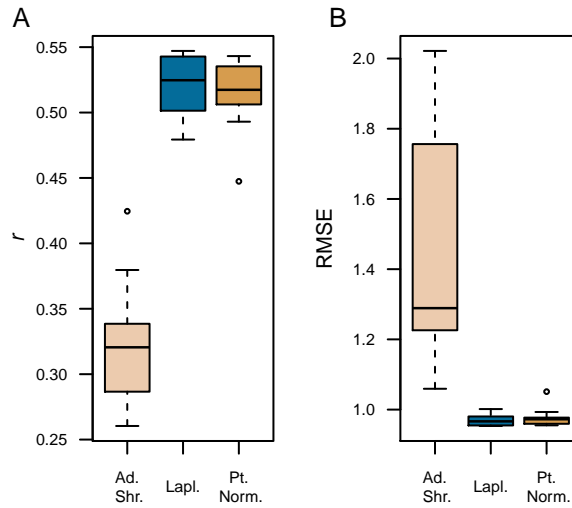 A
B
0.55
0.50
0.45
0.40
0.35
0.30
0.25
r
Ad.
Shr.
Lapl.
Pt.
Norm.
2.0
1.8
1.6
1.4
1.2
1.0
RMSE
Ad.
Shr.
Lapl.
Pt.
Norm.